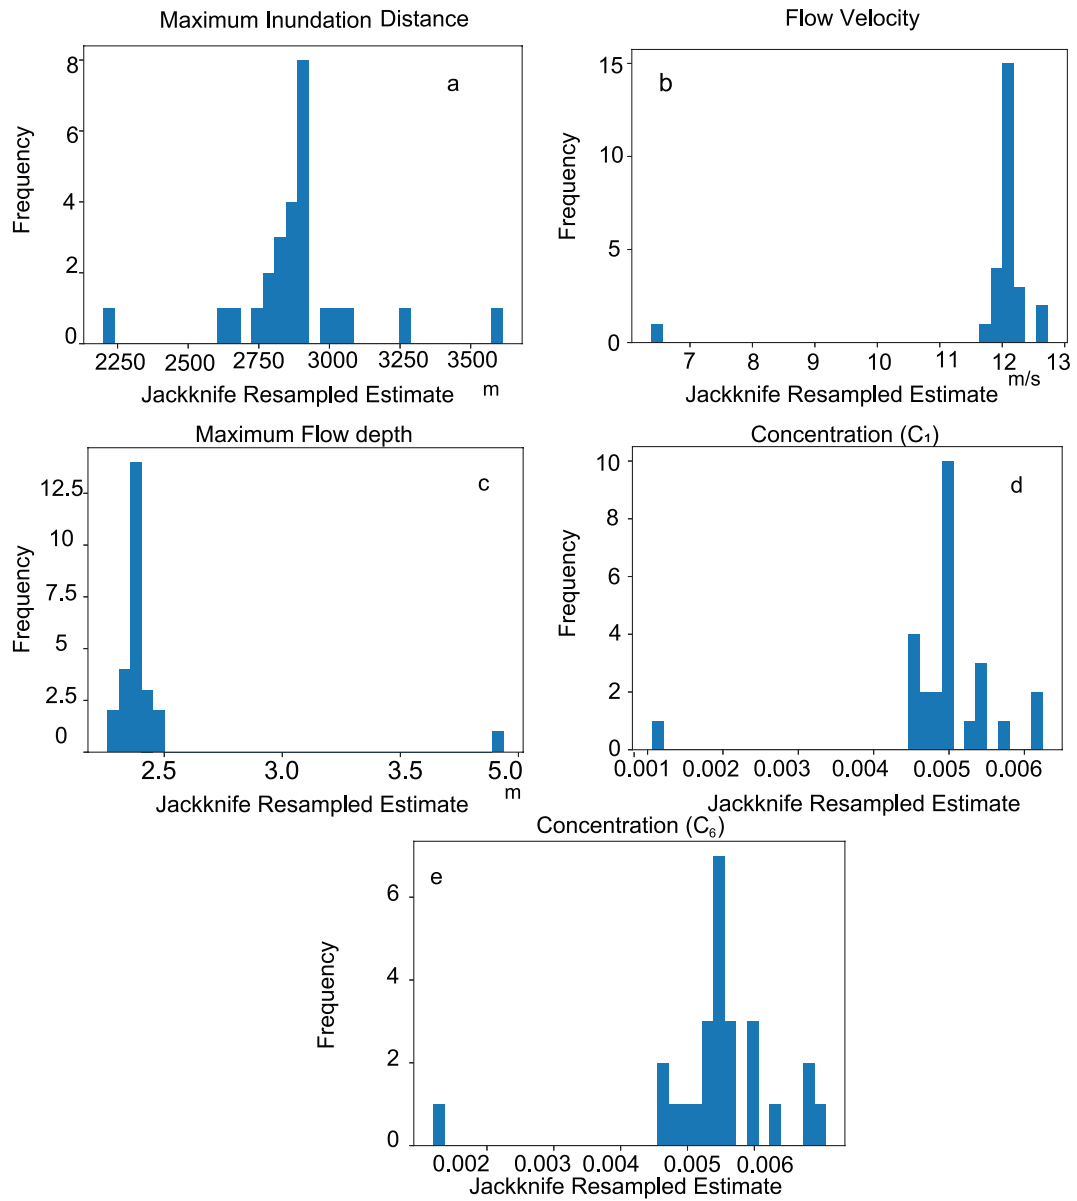 Maximum Inundation Distance
a
Frequency
8
6
4
2
0
2250 2500 2750 3000 3250 3500
Jackknife Resampled Estimate m
Flow Velocity
b
Frequency
15
10
5
0
7 8 9 10 11 12 13
m/s
Jackknife Resampled Estimate
Maximum Flow depth
c
Frequency
12.5
10
7.5
5
2.5
0
2.5 3.0 3.5 5.0
m
Jackknife Resampled Estimate
Concentration (C₁)
d
Frequency
10
8
6
4
2
0
0.001 0.002 0.003 0.004 0.005 0.006
Jackknife Resampled Estimate
Concentration (C₆)
e
Frequency
6
4
2
0
0.002 0.003 0.004 0.005 0.006
Jackknife Resampled Estimate